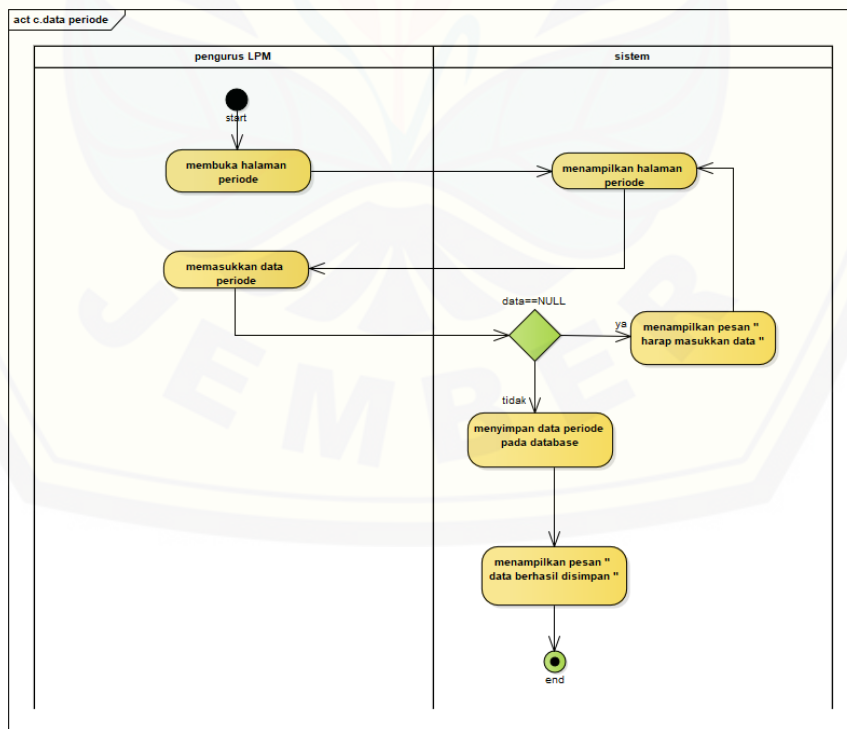 act c.data periode
pengurus LPM
sistem
start
membuka halaman
periode
menampilkan halaman
periode
memasukkan data
periode
data==NULL
ya
menampilkan pesan "
harap masukkan data "
tidak
menyimpan data periode
pada database
menampilkan pesan "
data berhasil disimpan "
end
JEMBER